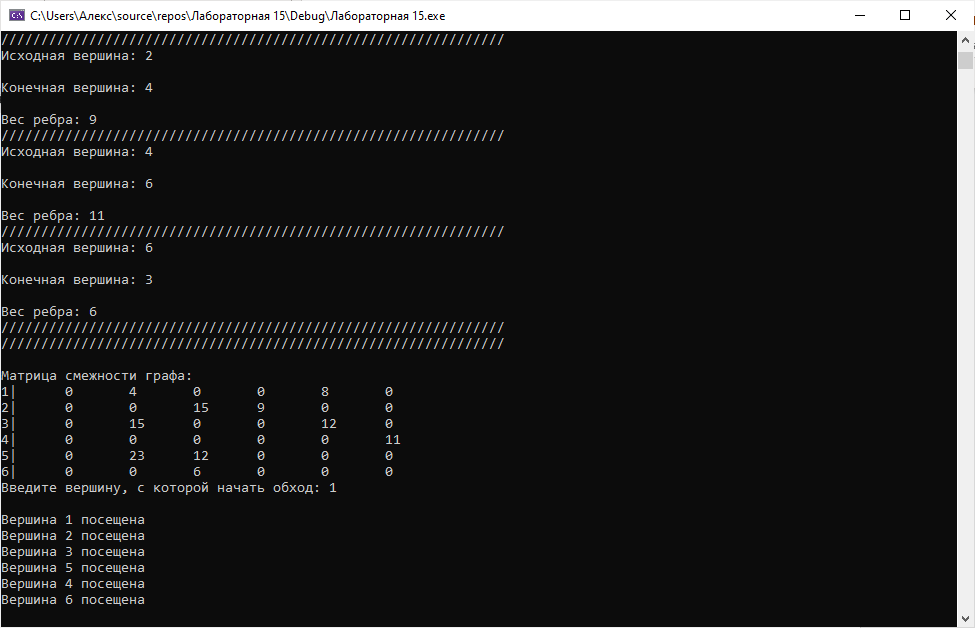 C:\Users\Алекс\source\repos\Лабораторная 15\Debug\Лабораторная 15.exe
///////////////////////////////////////////////////////////////
Исходная вершина: 2
Конечная вершина: 4
Вес ребра: 9
///////////////////////////////////////////////////////////////
Исходная вершина: 4
Конечная вершина: 6
Вес ребра: 11
///////////////////////////////////////////////////////////////
Исходная вершина: 6
Конечная вершина: 3
Вес ребра: 6
///////////////////////////////////////////////////////////////
///////////////////////////////////////////////////////////////
Матрица смежности графа:
1| 0 4 0 0 8 0
2| 0 0 15 9 0 0
3| 0 15 0 0 12 0
4| 0 0 0 0 0 11
5| 0 23 12 0 0 0
6| 0 0 6 0 0 0
Введите вершину, с которой начать обход: 1
Вершина 1 посещена
Вершина 2 посещена
Вершина 3 посещена
Вершина 5 посещена
Вершина 4 посещена
Вершина 6 посещена